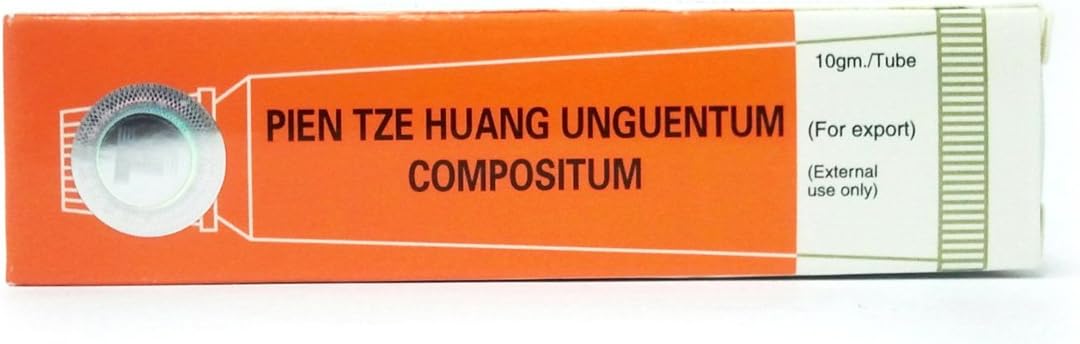 PIEN TZE HUANG UNGUENTUM
COMPOSITUM
10gm./Tube
(For export)
(External
use only)